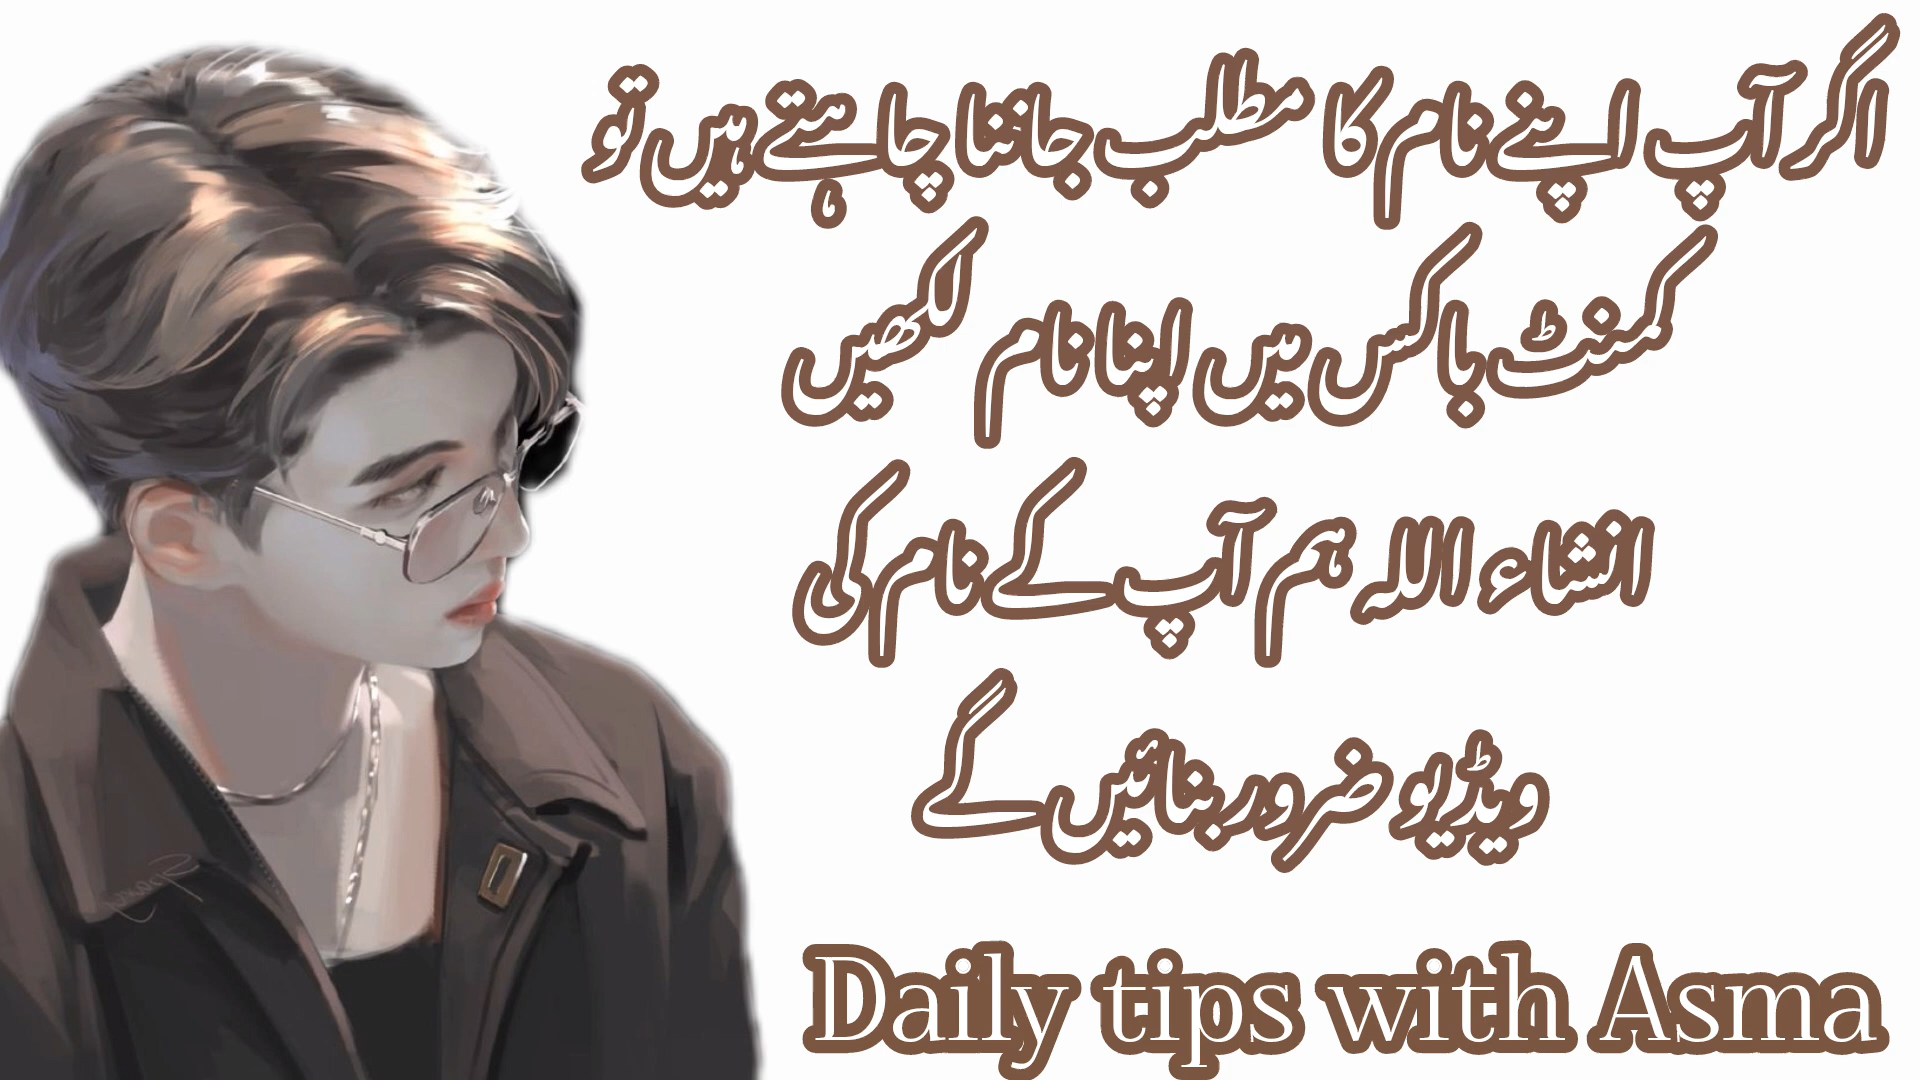 اگر آپ اپنے نام کا مطلب جاننا چاہتے ہیں تو
کمنٹ باکس میں اپنا نام لکھیں
انشاء اللہ ہم آپ کے نام کی
ویڈیو ضرور بنائیں گے
Daily tips with Asma